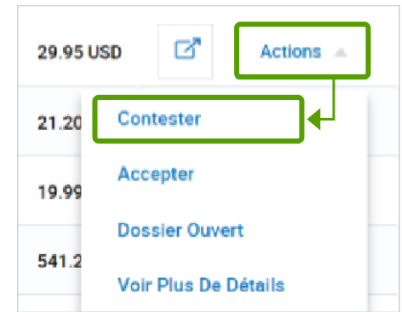 29.95 USD Actions
21.20
Contester
19.99
Accepter
Dossier Ouvert
541.2
Voir Plus De Détails